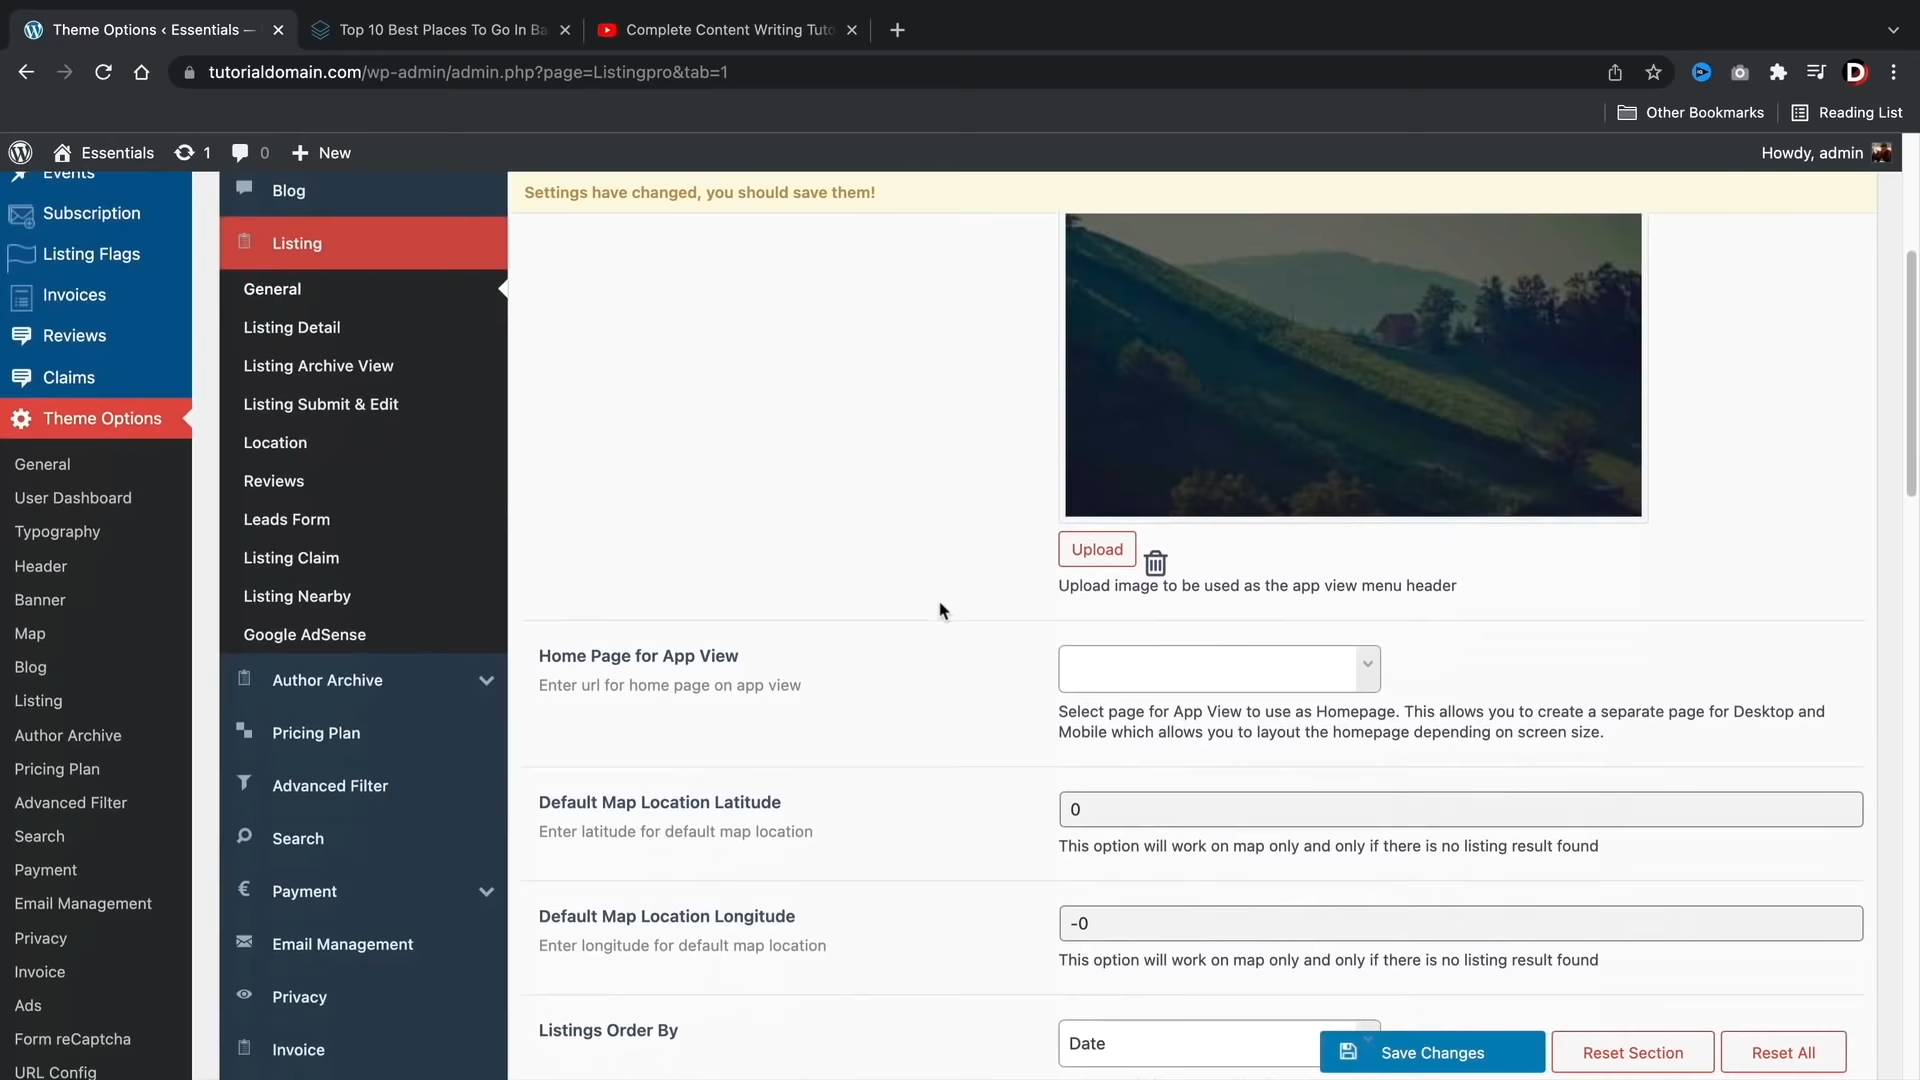 Theme Options ‹ Essentials —
Top 10 Best Places To Go In Ba
Complete Content Writing Tuto
tutorialdomain.com/wp-admin/admin.php?page=Listingpro&tab=1
Other Bookmarks
Reading List
Essentials
1
0
New
Howdy, admin
Events
Subscription
Listing Flags
Invoices
Reviews
Claims
Theme Options
General
User Dashboard
Typography
Header
Banner
Map
Blog
Listing
Author Archive
Pricing Plan
Advanced Filter
Search
Payment
Email Management
Privacy
Invoice
Ads
Form reCaptcha
URL Config
Blog
Listing
General
Listing Detail
Listing Archive View
Listing Submit & Edit
Location
Reviews
Leads Form
Listing Claim
Listing Nearby
Google AdSense
Author Archive
Pricing Plan
Advanced Filter
Search
Payment
Email Management
Privacy
Invoice
Settings have changed, you should save them!
Upload
Upload image to be used as the app view menu header
Home Page for App View
Enter url for home page on app view
Select page for App View to use as Homepage. This allows you to create a separate page for Desktop and
Mobile which allows you to layout the homepage depending on screen size.
Default Map Location Latitude
Enter latitude for default map location
0
This option will work on map only and only if there is no listing result found
Default Map Location Longitude
Enter longitude for default map location
-0
This option will work on map only and only if there is no listing result found
Listings Order By
Date
Save Changes
Reset Section
Reset All